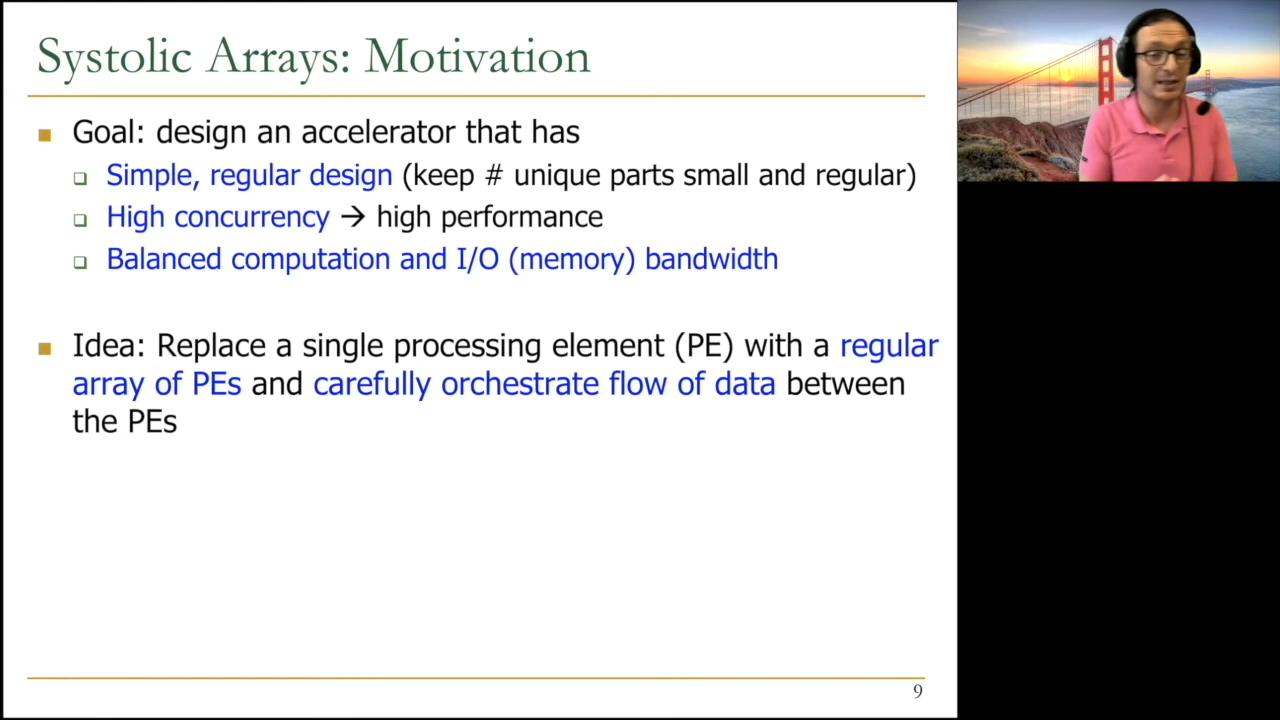 Systolic Arrays: Motivation
Goal: design an accelerator that has
Simple, regular design (keep # unique parts small and regular)
High concurrency → high performance
Balanced computation and I/O (memory) bandwidth
Idea: Replace a single processing element (PE) with a regular
array of PEs and carefully orchestrate flow of data between
the PEs
9